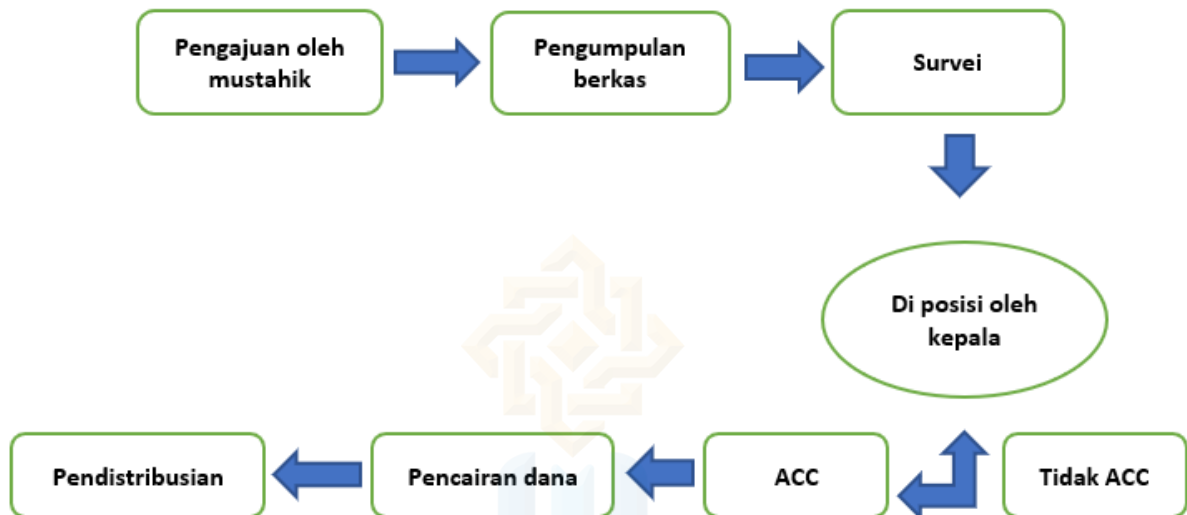 Pengajuan oleh
mustahik
Pengumpulan
berkas
Survei
Di posisi oleh
kepala
Pendistribusian
Pencairan dana
ACC
Tidak ACC